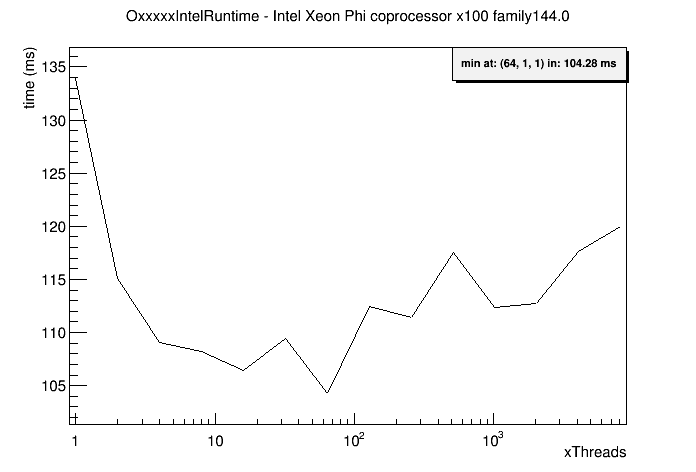 OxxxxxIntelRuntime - Intel Xeon Phi coprocessor x100 family144.0
min at: (64, 1, 1) in: 104.28 ms
time (ms)
135
130
125
120
115
110
105
1 10 10² 10³
xThreads